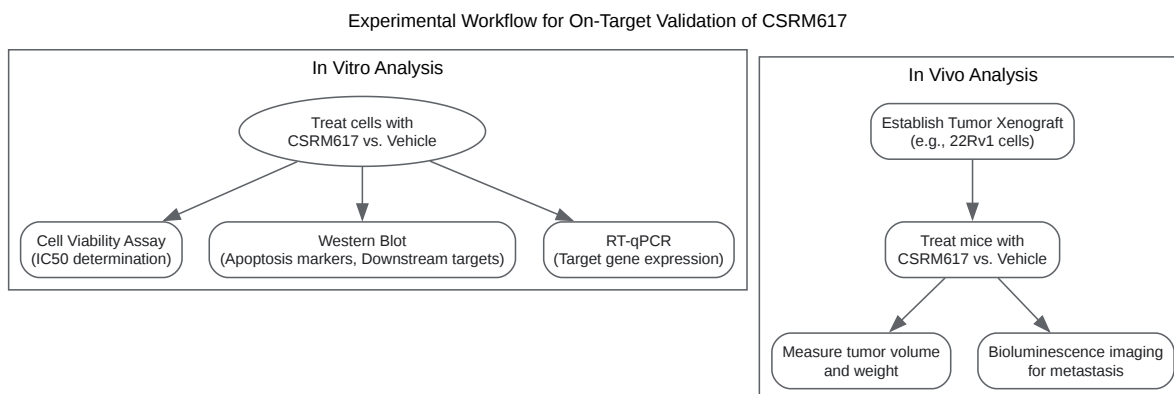 Experimental Workflow for On-Target Validation of CSRM617
In Vitro Analysis
Treat cells with
CSRM617 vs. Vehicle
Cell Viability Assay
(IC50 determination)
Western Blot
(Apoptosis markers, Downstream targets)
RT-qPCR
(Target gene expression)
In Vivo Analysis
Establish Tumor Xenograft
(e.g., 22Rv1 cells)
Treat mice with
CSRM617 vs. Vehicle
Measure tumor volume
and weight
Bioluminescence imaging
for metastasis